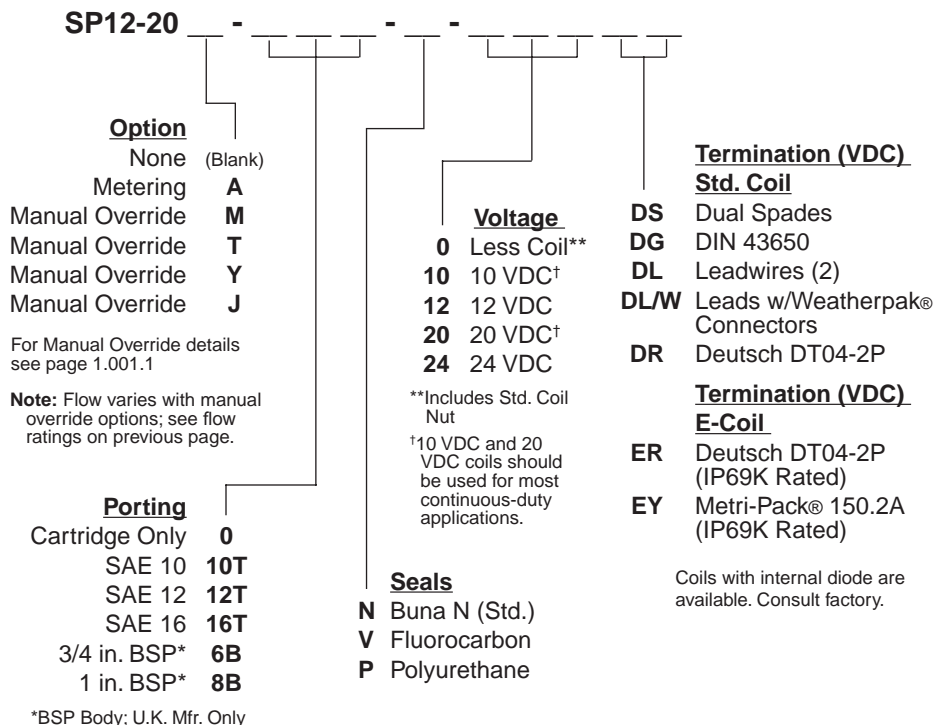 SP12-20 __ - __ __ __ - __ - __ __ __ __
Option
None (Blank)
Metering A
Manual Override M
Manual Override T
Manual Override Y
Manual Override J
For Manual Override details
see page 1.001.1
Note: Flow varies with manual
override options; see flow
ratings on previous page.
Porting
Cartridge Only 0
SAE 10 10T
SAE 12 12T
SAE 16 16T
3/4 in. BSP* 6B
1 in. BSP* 8B
*BSP Body; U.K. Mfr. Only
Seals
N Buna N (Std.)
V Fluorocarbon
P Polyurethane
Voltage
0 Less Coil**
10 10 VDC†
12 12 VDC
20 20 VDC†
24 24 VDC
**Includes Std. Coil
Nut
†10 VDC and 20
VDC coils should
be used for most
continuous-duty
applications.
Termination (VDC)
Std. Coil
DS Dual Spades
DG DIN 43650
DL Leadwires (2)
DL/W Leads w/Weatherpak®
Connectors
DR Deutsch DT04-2P
Termination (VDC)
E-Coil
ER Deutsch DT04-2P
(IP69K Rated)
EY Metri-Pack® 150.2A
(IP69K Rated)
Coils with internal diode are
available. Consult factory.